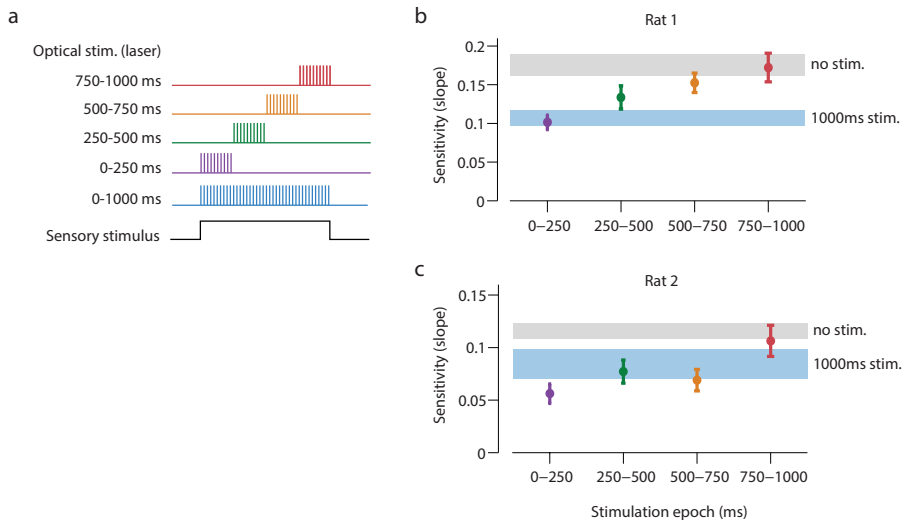 a
Optical stim. (laser)
750-1000 ms
500-750 ms
250-500 ms
0-250 ms
0-1000 ms
Sensory stimulus
b
Rat 1
Sensitivity (slope)
0.2
0.15
0.1
0.05
0
no stim.
1000ms stim.
0–250 250–500 500–750 750–1000
c
Rat 2
Sensitivity (slope)
0.15
0.1
0.05
0
no stim.
1000ms stim.
0–250 250–500 500–750 750–1000
Stimulation epoch (ms)